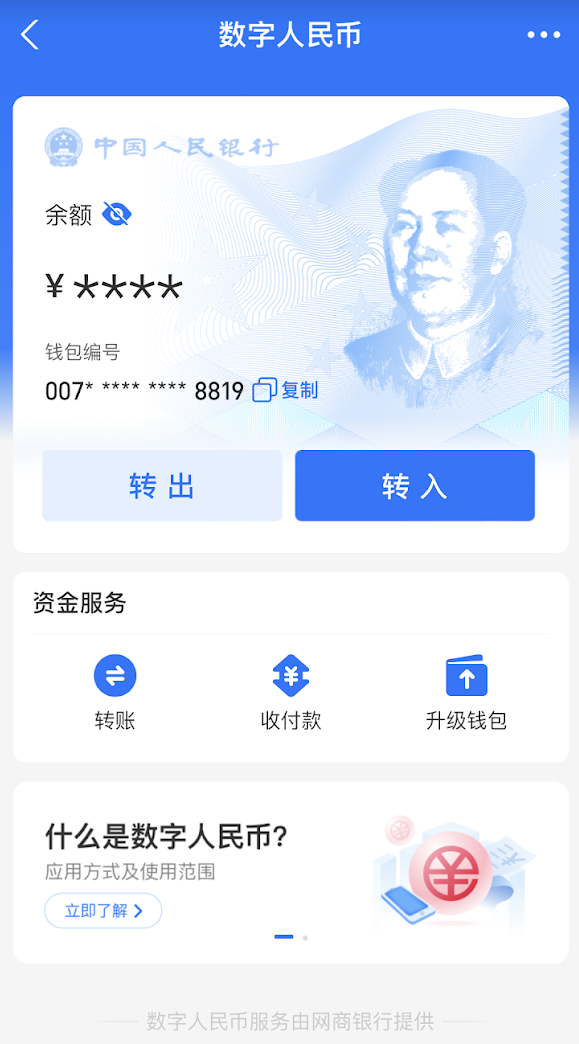 数字人民币
中国人民银行
余额
¥ ****
钱包编号
007* **** **** 8819 复制
转出 转入
资金服务
转账 收付款 升级钱包
什么是数字人民币?
应用方式及使用范围
立即了解
数字人民币服务由网商银行提供